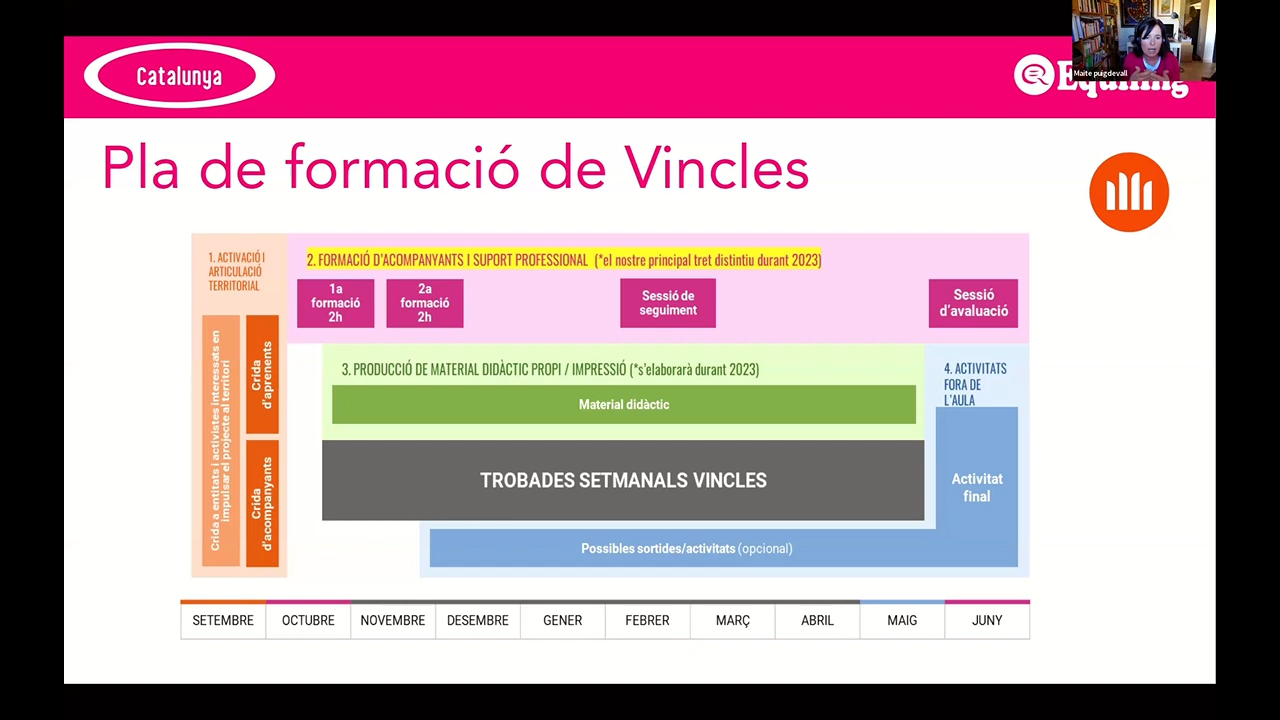 Catalunya
Maite puigdevall
Pla de formació de Vincles
1. ACTIVACIÓ I
ARTICULACIÓ
TERRITORIAL
2. FORMACIÓ D'ACOMPANYANTS I SUPORT PROFESSIONAL (*el nostre principal tret distintiu durant 2023)
1a
formació
2h
2a
formació
2h
Sessió de
seguiment
Sessió
d'avaluació
Crida a entitats i activistes interessats en
impulsar el projecte al territori
Crida
d'aprenents
Crida
d'acompanyants
3. PRODUCCIÓ DE MATERIAL DIDÀCTIC PROPI / IMPRESSIÓ (*s'elaborarà durant 2023)
Material didàctic
4. ACTIVITATS
FORA DE
L'AULA
TROBADES SETMANALS VINCLES
Activitat
final
Possibles sortides/activitats (opcional)
SETEMBRE OCTUBRE NOVEMBRE DESEMBRE GENER FEBRER MARÇ ABRIL MAIG JUNY